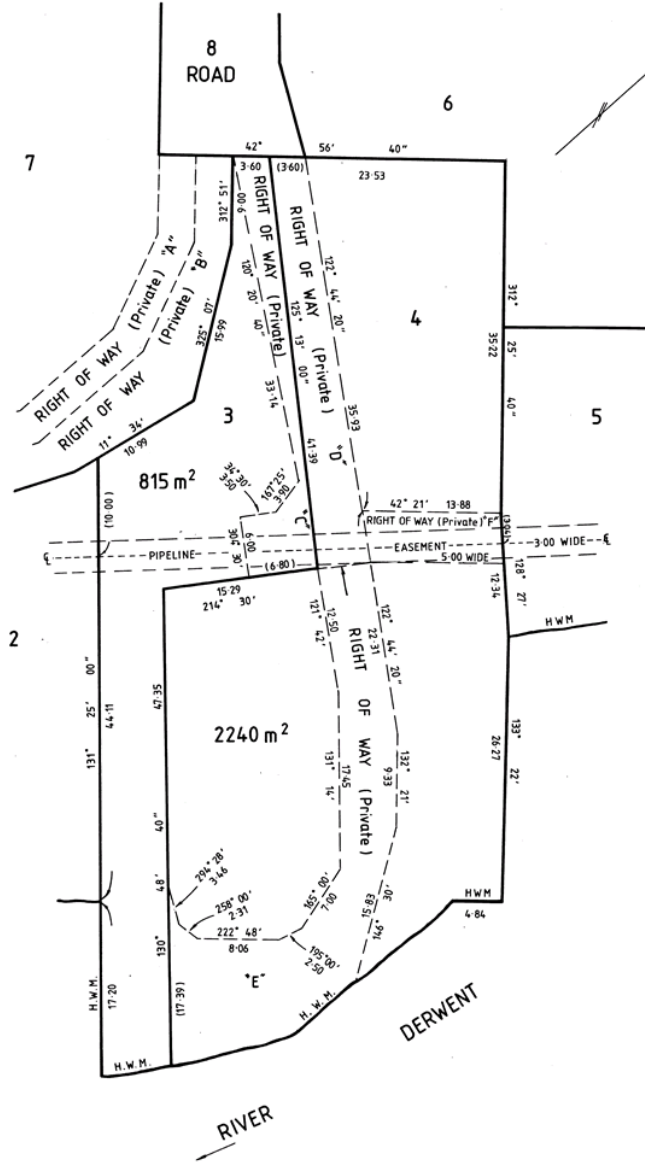 8
ROAD
6
7
42° 56' 40"
3.60 (3.60) 23.53
312° 51'
9.00
RIGHT OF WAY (Private) "A"
RIGHT OF WAY (Private) "B"
RIGHT OF WAY (Private)
RIGHT OF WAY (Private) "D"
120° 20' 40"
33.14
125° 13' 00"
41.39
122° 44' 20"
35.93
4
312° 25' 40"
35.22
5
325° 07'
15.99
11° 34'
10.99
3
815 m²
34° 30'
3.50
167° 25'
3.90
"C"
304° 30'
6.00
(10.00)
42° 21' 13.88
RIGHT OF WAY (Private) "F"
PIPELINE EASEMENT 3.00 WIDE
5.00 WIDE
(6.80)
15.29
214° 30'
128° 27'
12.34
HWM
2
131° 25' 00"
44.11
47.35
130° 48' 40"
2240 m²
121° 42'
12.50
RIGHT OF WAY (Private)
122° 44' 20"
22.31
131° 14'
17.45
132° 21'
9.33
133° 22'
26.27
294° 28'
3.46
258° 00'
2.31
222° 48'
8.06
165° 00'
7.00
195° 00'
2.50
146° 30'
15.83
HWM
4.84
"E"
(17.39)
H.W.M.
17.20
H.W.M.
H.W.M.
DERWENT
RIVER